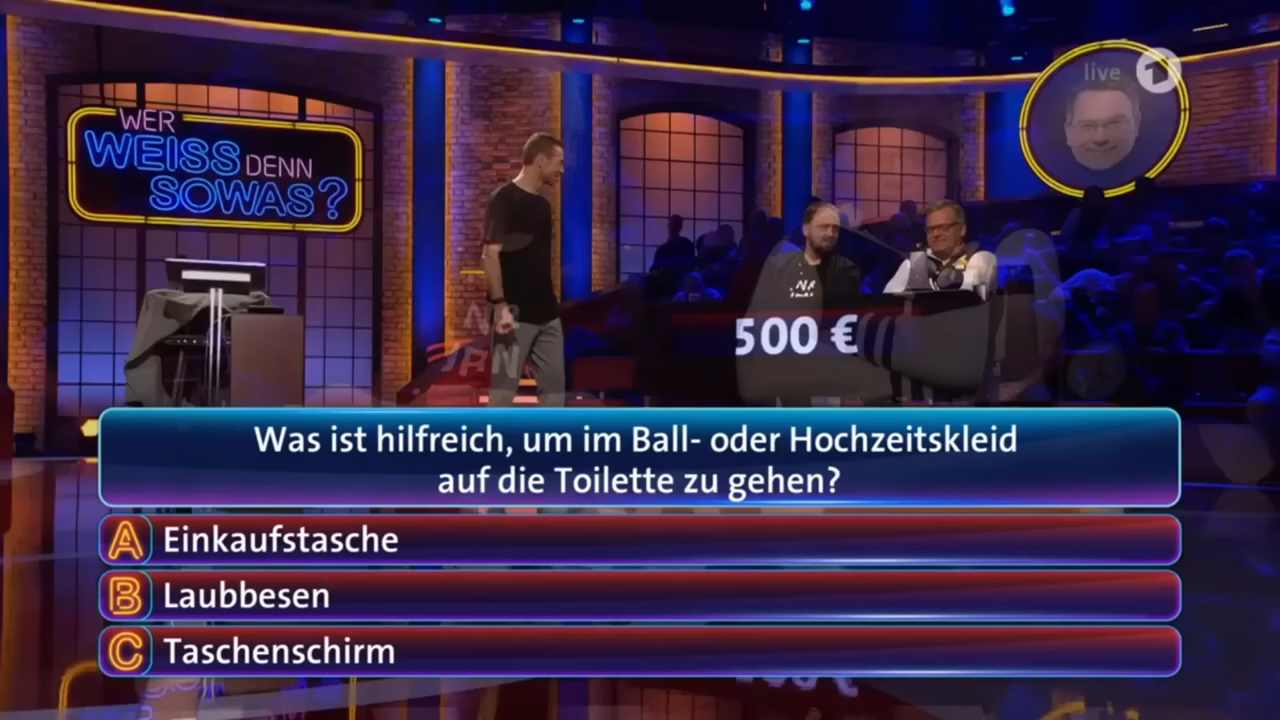 live
WER
WEISS DENN
SOWAS?
500 €
Was ist hilfreich, um im Ball- oder Hochzeitskleid
auf die Toilette zu gehen?
A Einkaufstasche
B Laubbesen
C Taschenschirm